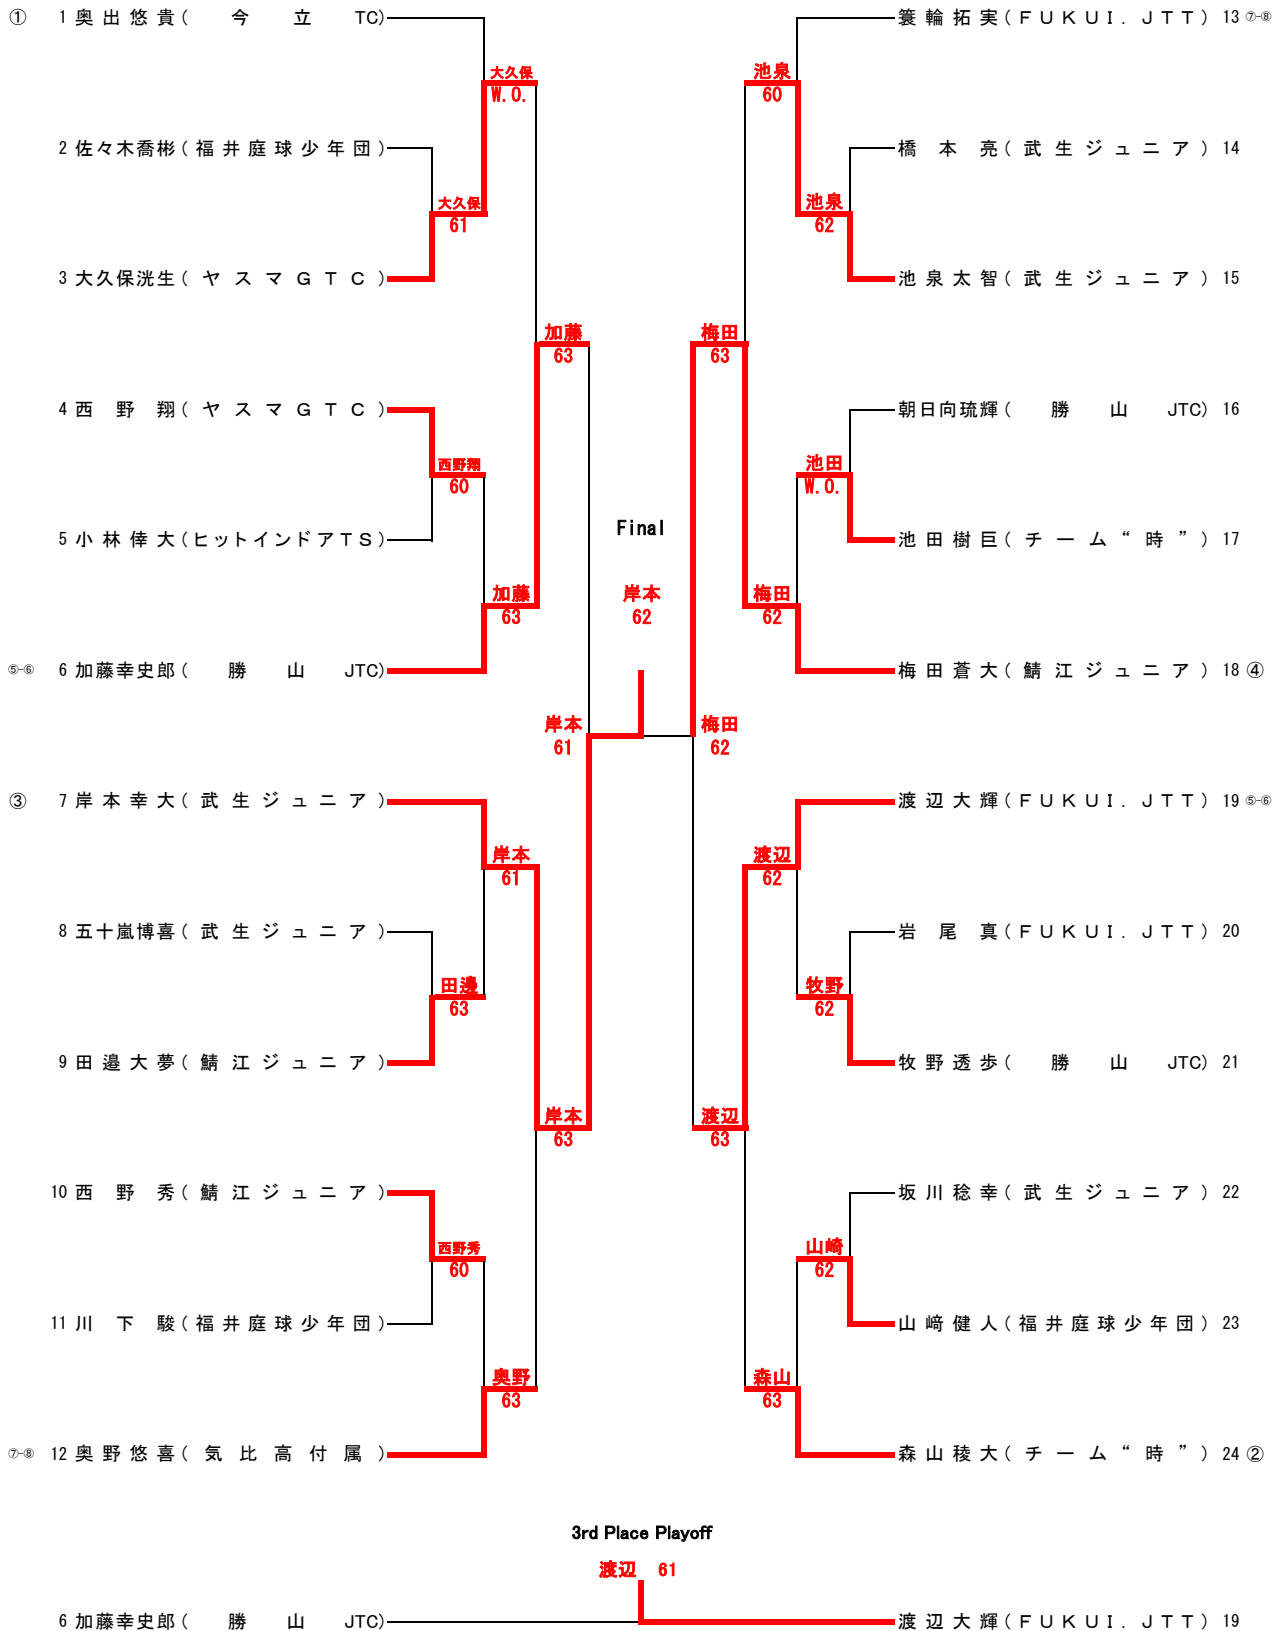 ① 1 奥出悠貴(今立TC)
大久保
W.O.
2 佐々木喬彬(福井庭球少年団)
大久保
61
3 大久保洸生(ヤスマGTC)
加藤
63
4 西野翔(ヤスマGTC)
西野翔
60
5 小林倖大(ヒットインドアTS)
加藤
63
⑤-⑥ 6 加藤幸史郎(勝山JTC)
岸本
61
③ 7 岸本幸大(武生ジュニア)
岸本
61
8 五十嵐博喜(武生ジュニア)
田邉
63
9 田邉大夢(鯖江ジュニア)
岸本
63
10 西野秀(鯖江ジュニア)
西野秀
60
11 川下駿(福井庭球少年団)
奥野
63
⑦-⑧ 12 奥野悠喜(気比高付属)
Final
岸本
62
簑輪拓実(FUKUI.JTT) 13 ⑦-⑧
池泉
60
橋本亮(武生ジュニア) 14
池泉
62
池泉太智(武生ジュニア) 15
梅田
63
朝日向琉輝(勝山JTC) 16
池田
W.O.
池田樹巨(チーム“時”) 17
梅田
62
梅田蒼大(鯖江ジュニア) 18 ④
梅田
62
渡辺大輝(FUKUI.JTT) 19 ⑤-⑥
渡辺
62
岩尾真(FUKUI.JTT) 20
牧野
62
牧野透歩(勝山JTC) 21
渡辺
63
坂川稔幸(武生ジュニア) 22
山崎
62
山﨑健人(福井庭球少年団) 23
森山
63
森山稜大(チーム“時”) 24 ②
3rd Place Playoff
渡辺 61
6 加藤幸史郎(勝山JTC)
渡辺大輝(FUKUI.JTT) 19